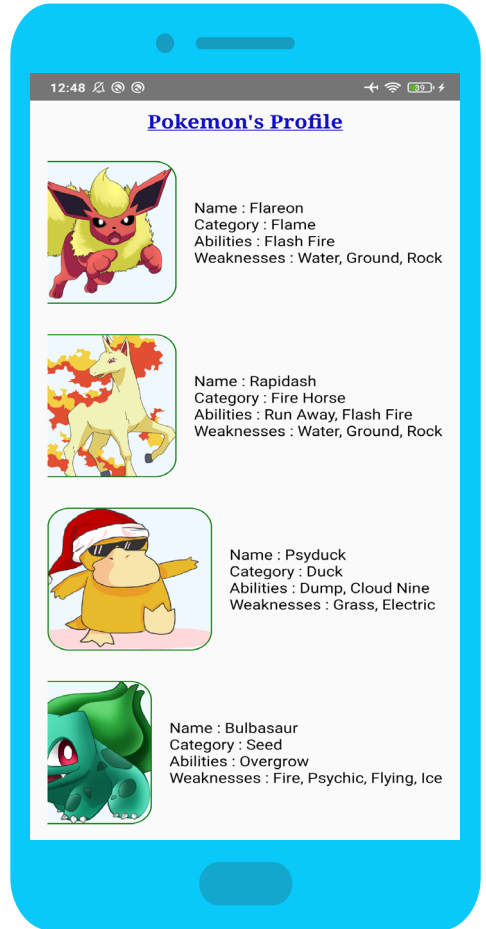 12:48
39
Pokemon's Profile
Name : Flareon
Category : Flame
Abilities : Flash Fire
Weaknesses : Water, Ground, Rock
Name : Rapidash
Category : Fire Horse
Abilities : Run Away, Flash Fire
Weaknesses : Water, Ground, Rock
Name : Psyduck
Category : Duck
Abilities : Dump, Cloud Nine
Weaknesses : Grass, Electric
Name : Bulbasaur
Category : Seed
Abilities : Overgrow
Weaknesses : Fire, Psychic, Flying, Ice